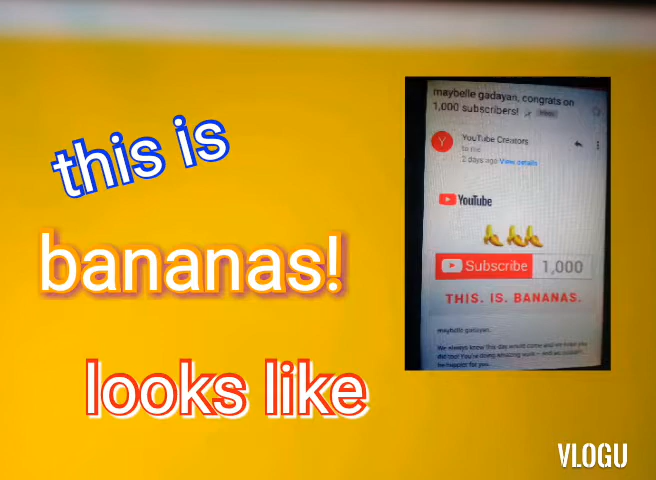 this is
bananas!
looks like
maybelle gadayan, congrats on
1,000 subscribers!
Y
YouTube Creators
to me
2 days ago View details
YouTube
Subscribe 1,000
THIS. IS. BANANAS.
maybelle gadayan,
We always knew this day would come and we knew you
did too! You're doing amazing work – and we couldn't
be happier for you.
VLOGU